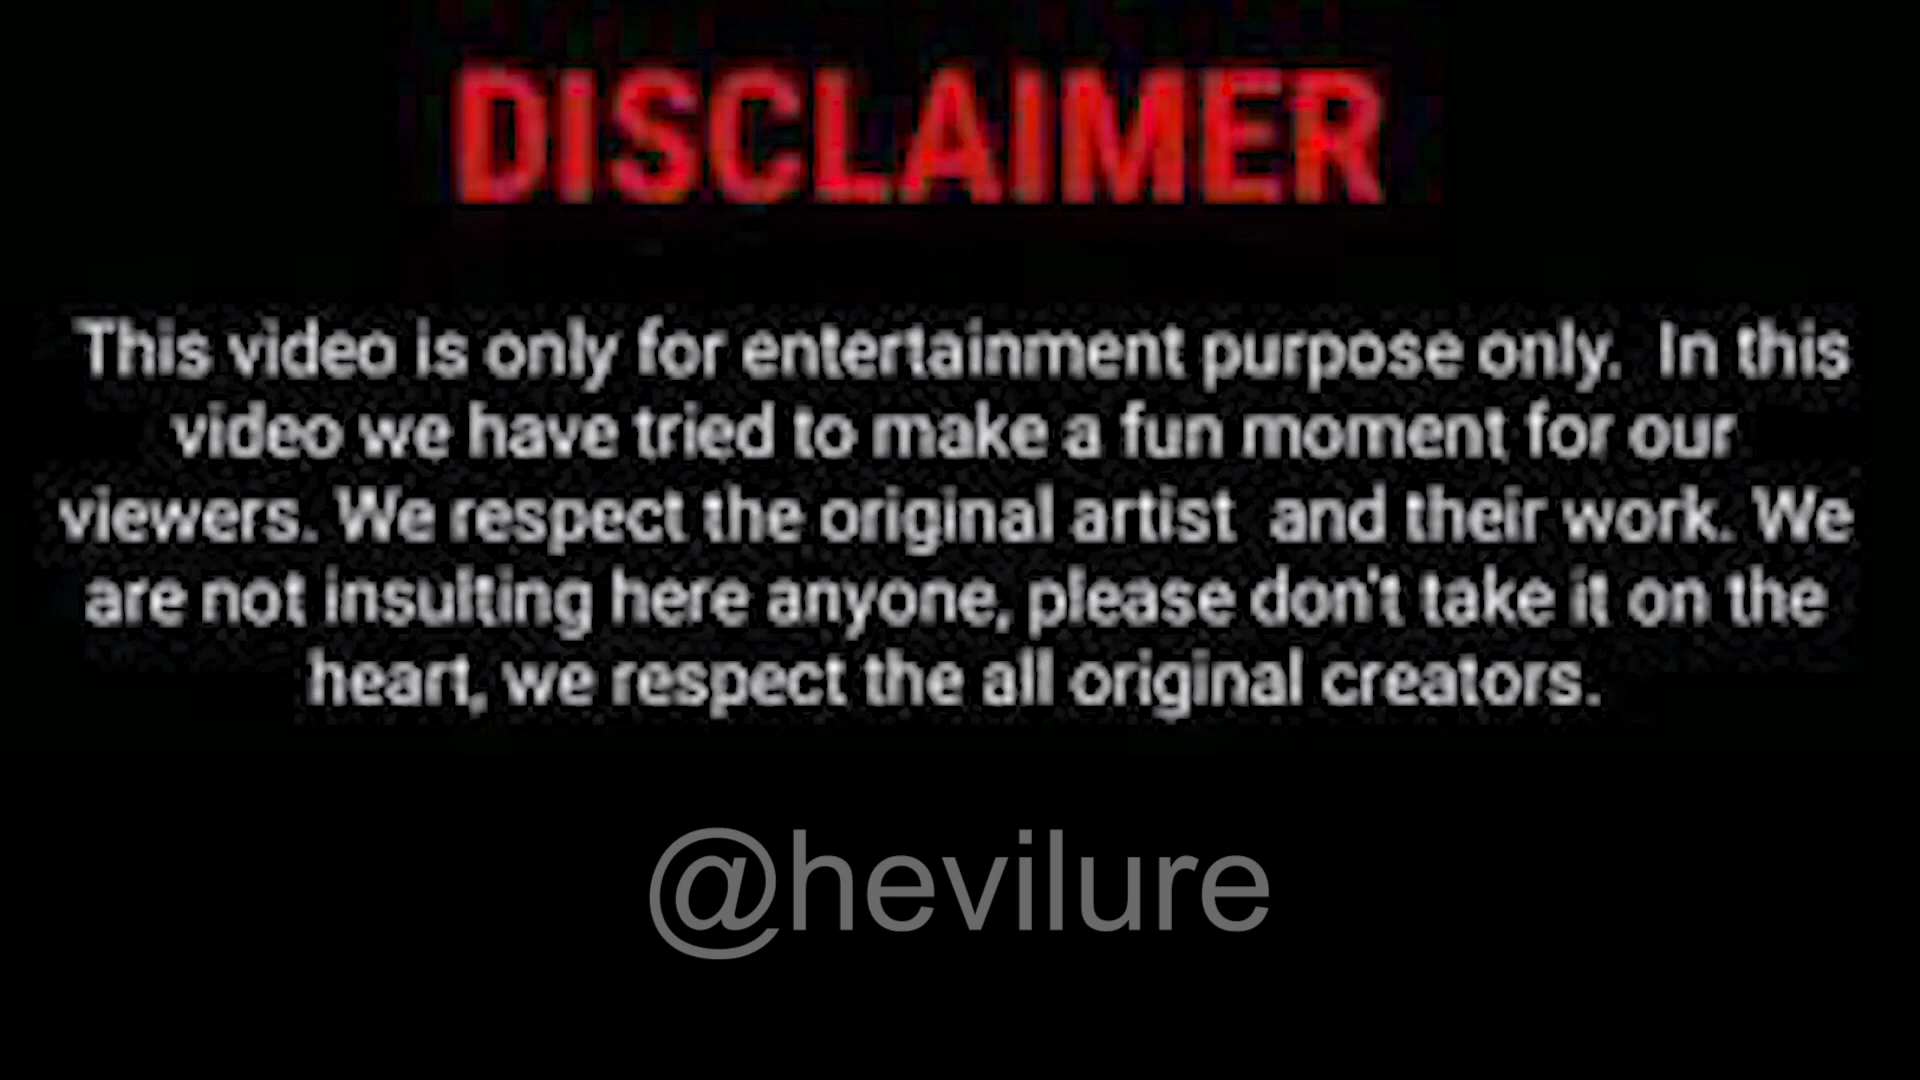 DISCLAIMER
This video is only for entertainment purpose only.  In this
video we have tried to make a fun moment for our
viewers. We respect the original artist  and their work. We
are not insulting here anyone, please don't take it on the
heart, we respect the all original creators.
@hevilure